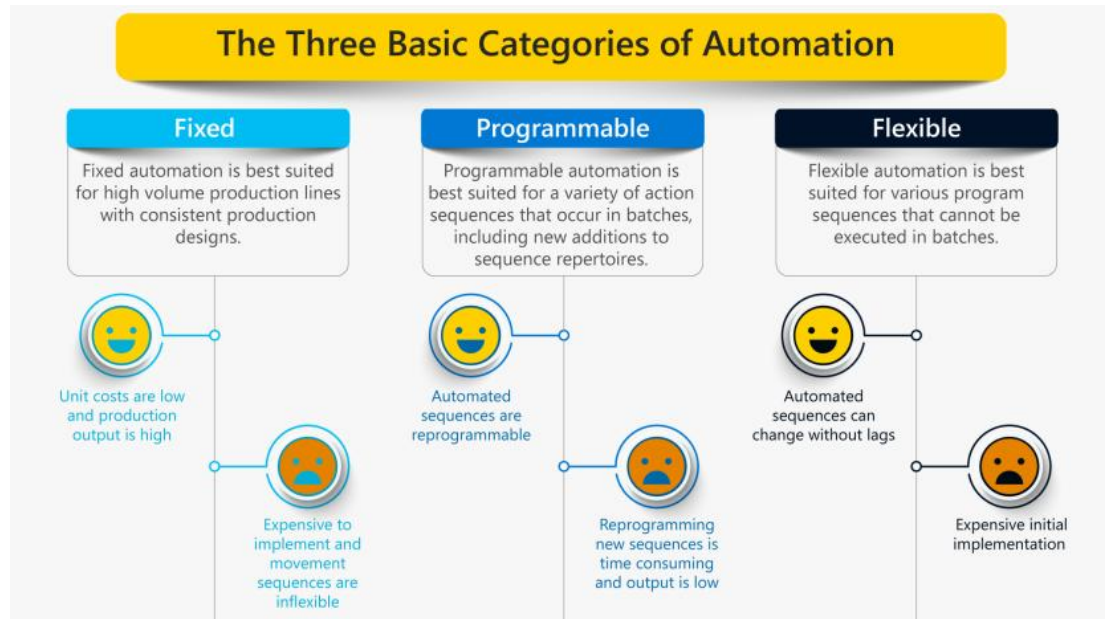 The Three Basic Categories of Automation
Fixed
Fixed automation is best suited
for high volume production lines
with consistent production
designs.
Unit costs are low
and production
output is high
Expensive to
implement and
movement
sequences are
inflexible
Programmable
Programmable automation is
best suited for a variety of action
sequences that occur in batches,
including new additions to
sequence repertoires.
Automated
sequences are
reprogrammable
Reprogramming
new sequences is
time consuming
and output is low
Flexible
Flexible automation is best
suited for various program
sequences that cannot be
executed in batches.
Automated
sequences can
change without lags
Expensive initial
implementation